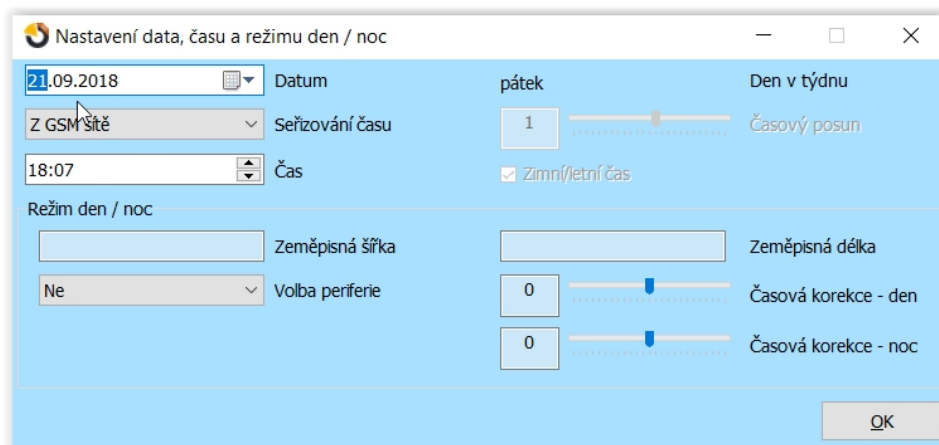 Nastavení data, času a režimu den / noc
21.09.2018 Datum pátek Den v týdnu
Z GSM sítě Seřizování času 1 Časový posun
18:07 Čas Zimní/letní čas
Režim den / noc
Zeměpisná šířka Zeměpisná délka
Ne Volba periferie 0 Časová korekce - den
0 Časová korekce - noc
OK